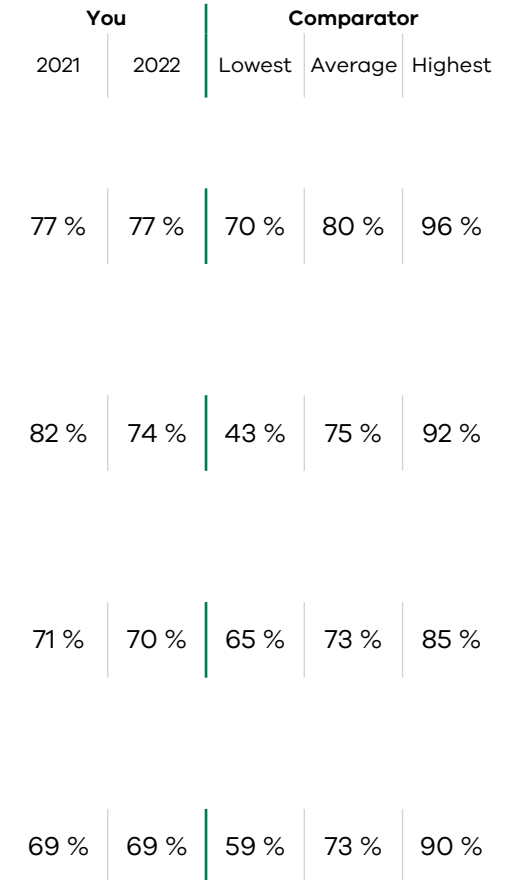 You Comparator
2021 2022 Lowest Average Highest
77 % 77 % 70 % 80 % 96 %
82 % 74 % 43 % 75 % 92 %
71 % 70 % 65 % 73 % 85 %
69 % 69 % 59 % 73 % 90 %